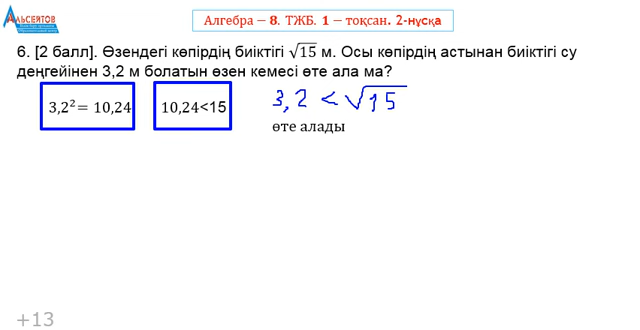 АЛЬСЕИТОВ
Алгебра – 8. ТЖБ. 1 – тоқсан. 2-нұсқа
6. [2 балл]. Өзендегі көпірдің биіктігі √15 м. Осы көпірдің астынан биіктігі су
деңгейінен 3,2 м болатын өзен кемесі өте ала ма?
3,2² = 10,24
10,24<15
3,2 < √15
өте алады
+13